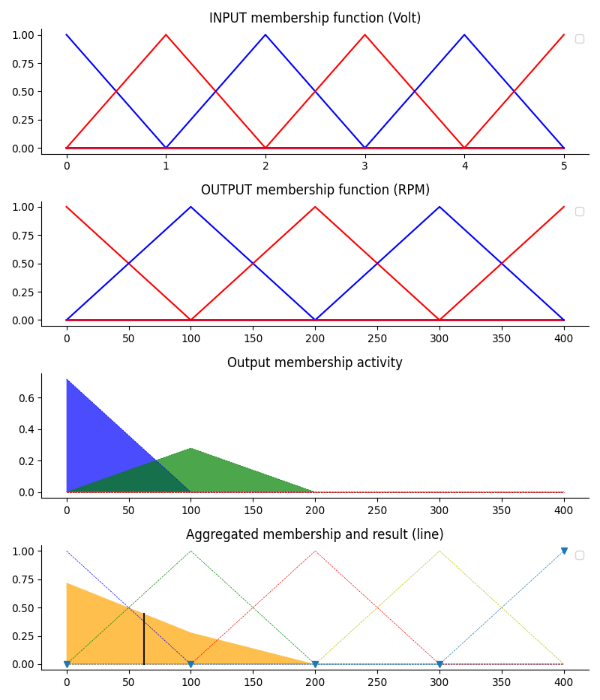 INPUT membership function (Volt)
1.00
0.75
0.50
0.25
0.00
0 1 2 3 4 5
OUTPUT membership function (RPM)
1.00
0.75
0.50
0.25
0.00
0 50 100 150 200 250 300 350 400
Output membership activity
0.6
0.4
0.2
0.0
0 50 100 150 200 250 300 350 400
Aggregated membership and result (line)
1.00
0.75
0.50
0.25
0.00
0 50 100 150 200 250 300 350 400